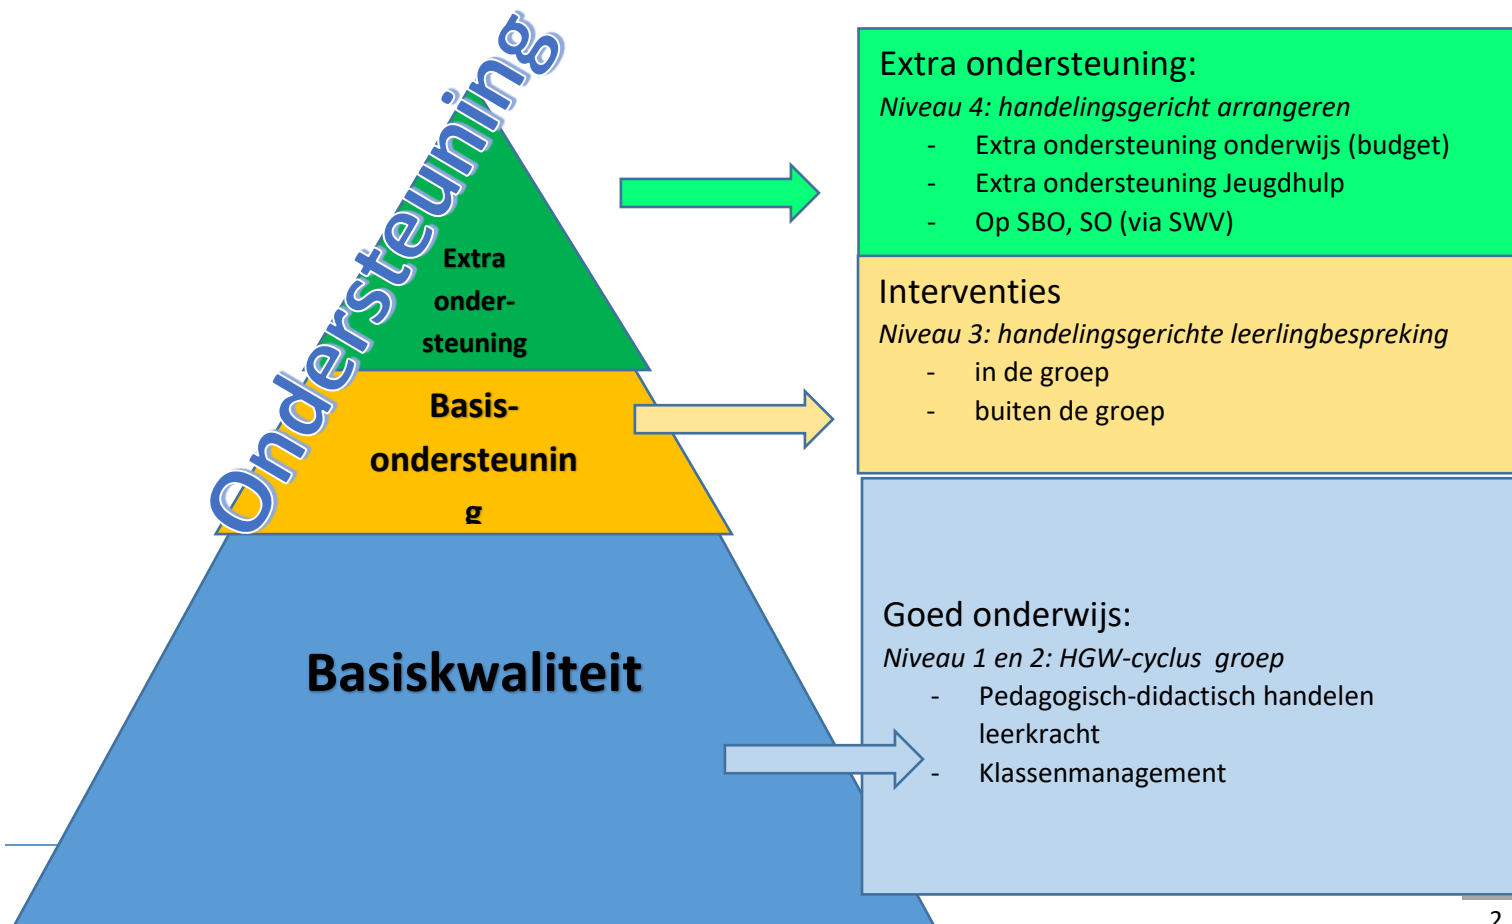 Ondersteuning
Extra
onder-
steuning
Basis-
ondersteunin
g
Basiskwaliteit
Extra ondersteuning:
Niveau 4: handelingsgericht arrangeren
- Extra ondersteuning onderwijs (budget)
- Extra ondersteuning Jeugdhulp
- Op SBO, SO (via SWV)
Interventies
Niveau 3: handelingsgerichte leerlingbespreking
- in de groep
- buiten de groep
Goed onderwijs:
Niveau 1 en 2: HGW-cyclus  groep
- Pedagogisch-didactisch handelen
leerkracht
- Klassenmanagement
2